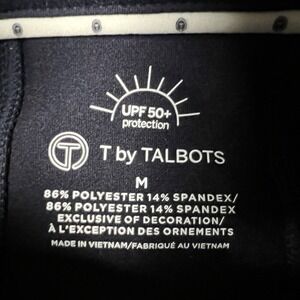 UPF 50+
protection
T T by TALBOTS
M
86% POLYESTER 14% SPANDEX/
86% POLYESTER 14% SPANDEX
EXCLUSIVE OF DECORATION/
À L'EXCEPTION DES ORNEMENTS
MADE IN VIETNAM/FABRIQUÉ AU VIETNAM